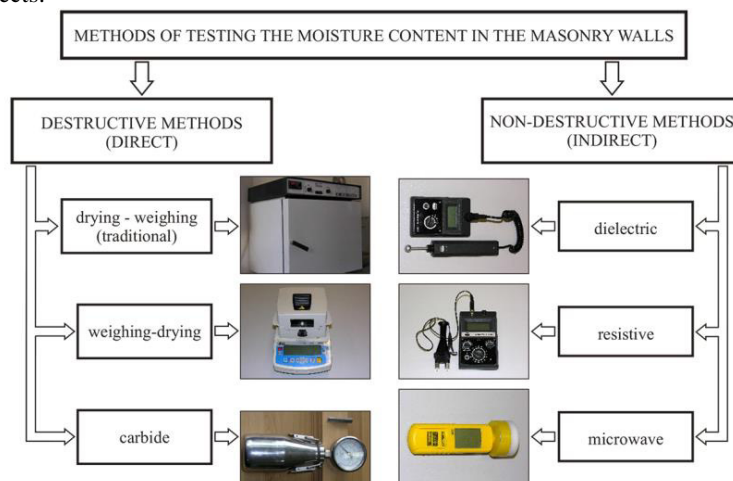 METHODS OF TESTING THE MOISTURE CONTENT IN THE MASONRY WALLS
DESTRUCTIVE METHODS
(DIRECT)
NON-DESTRUCTIVE METHODS
(INDIRECT)
drying - weighing
(traditional)
dielectric
weighing-drying
resistive
carbide
microwave